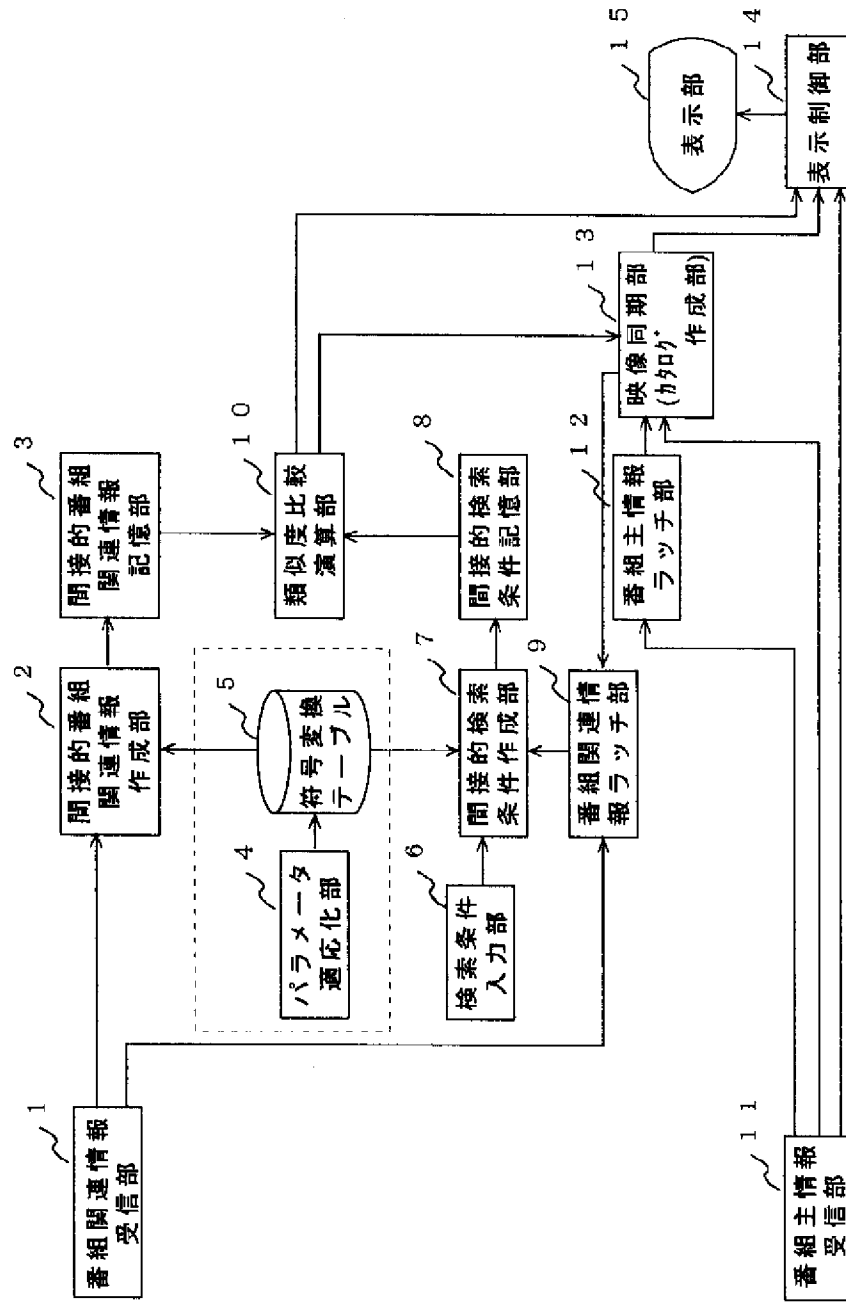 1
番組関連情報
受信部
2
間接的番組
関連情報
作成部
3
間接的番組
関連情報
記憶部
4
パラメータ
適応化部
5
符号変換
テーブル
6
検索条件
入力部
7
間接的検索
条件作成部
8
間接的検索
条件記憶部
9
番組関連情
報ラッチ部
10
類似度比較
演算部
11
番組主情報
受信部
12
番組主情報
ラッチ部
13
映像同期部
(ｶﾀﾛｸﾞ
作成部)
14
表示制御部
15
表示部